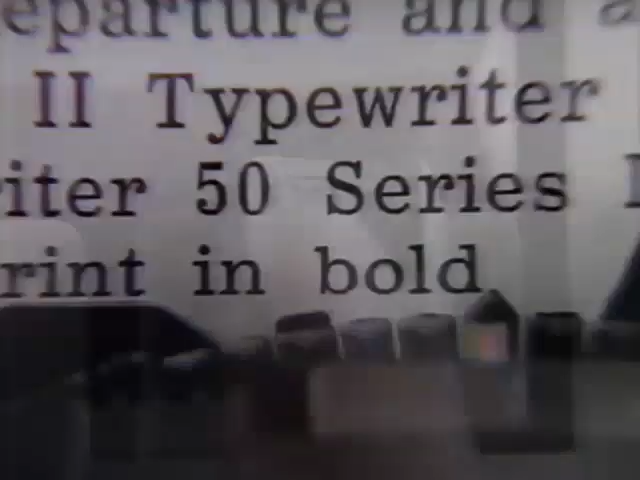 eparture and a
II Typewriter
iter 50 Series
rint in bold